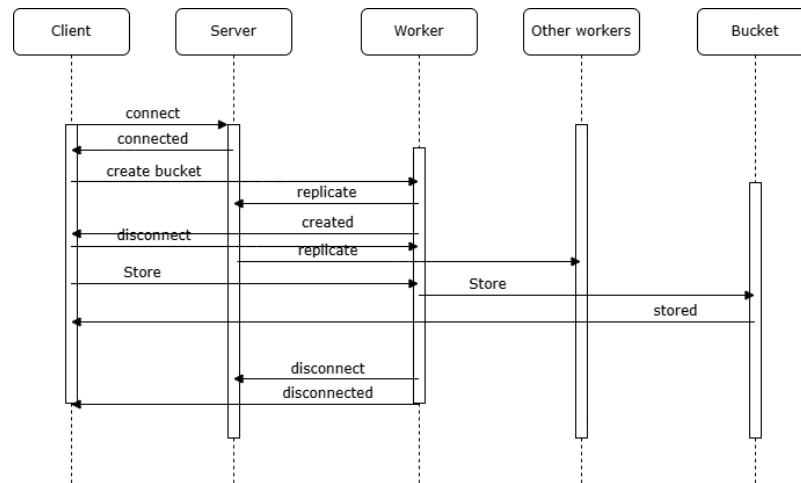 Client
Server
Worker
Other workers
Bucket
connect
connected
create bucket
replicate
created
disconnect
replicate
Store
Store
stored
disconnect
disconnected